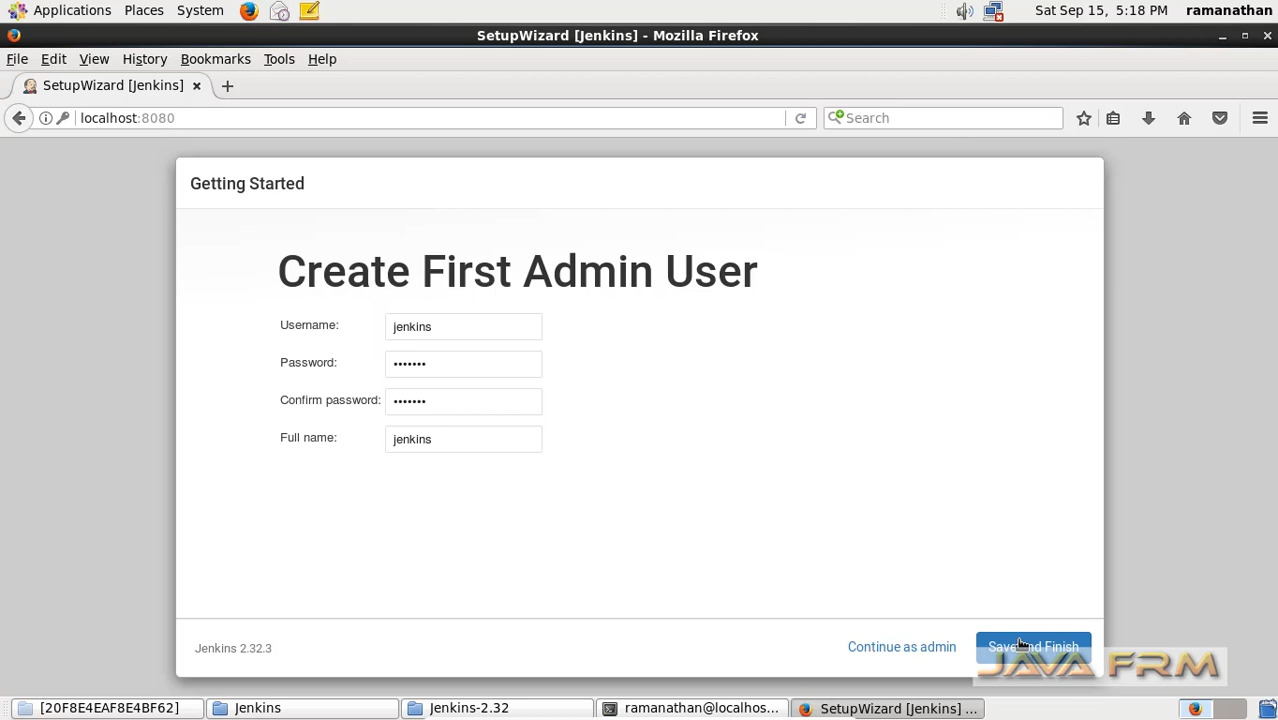 Applications Places System Sat Sep 15, 5:18 PM ramanathan
SetupWizard [Jenkins] - Mozilla Firefox
File Edit View History Bookmarks Tools Help
SetupWizard [Jenkins]
localhost:8080 Search
Getting Started
Create First Admin User
Username: jenkins
Password: •••••••
Confirm password: •••••••
Full name: jenkins
Jenkins 2.32.3 Continue as admin Save and Finish
JAVA FRM
[20F8E4EAF8E4BF62] Jenkins Jenkins-2.32 ramanathan@localhos... SetupWizard [Jenkins] ...